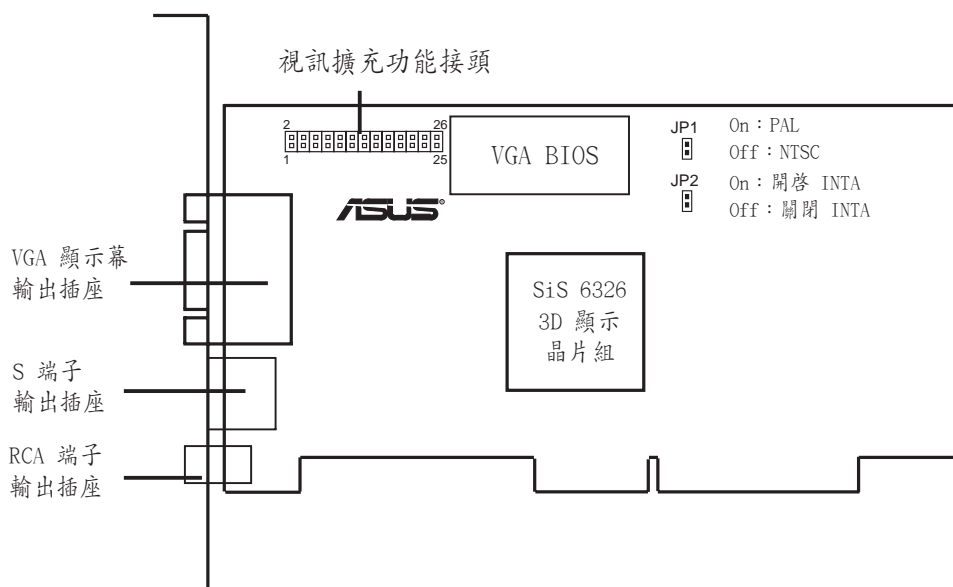 視訊擴充功能接頭
2 26
1 25
VGA BIOS
JP1 On：PAL
Off：NTSC
JP2 On：開啓 INTA
Off：關閉 INTA
ASUS®
VGA 顯示幕
輸出插座
SiS 6326
3D 顯示
晶片組
S 端子
輸出插座
RCA 端子
輸出插座